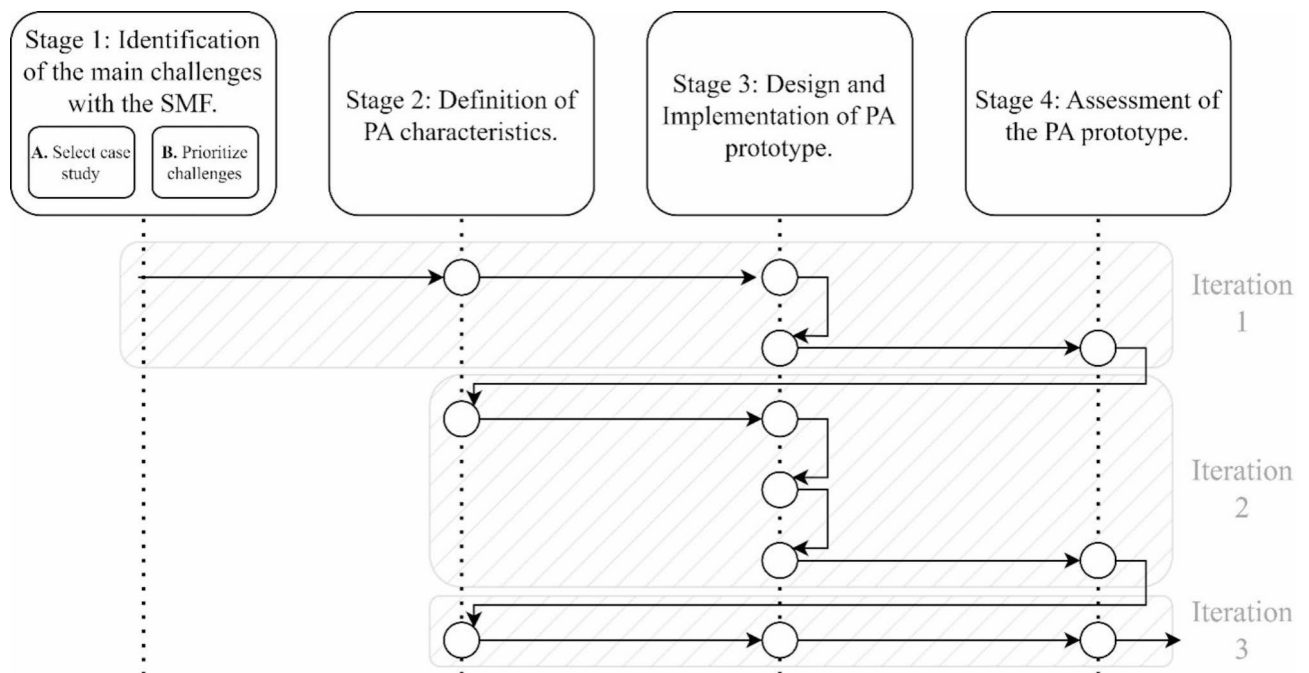 Stage 1: Identification
of the main challenges
with the SMF.
A. Select case
study
B. Prioritize
challenges
Stage 2: Definition of
PA characteristics.
Stage 3: Design and
Implementation of PA
prototype.
Stage 4: Assessment of
the PA prototype.
Iteration
1
Iteration
2
Iteration
3